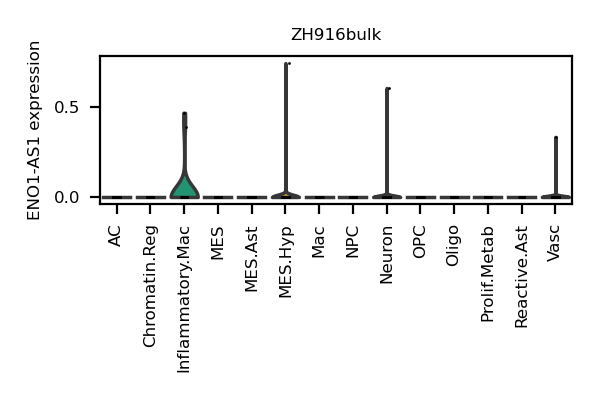 ZH916bulk
ENO1-AS1 expression
0.5
0.0
AC
Chromatin.Reg
Inflammatory.Mac
MES
MES.Ast
MES.Hyp
Mac
NPC
Neuron
OPC
Oligo
Prolif.Metab
Reactive.Ast
Vasc